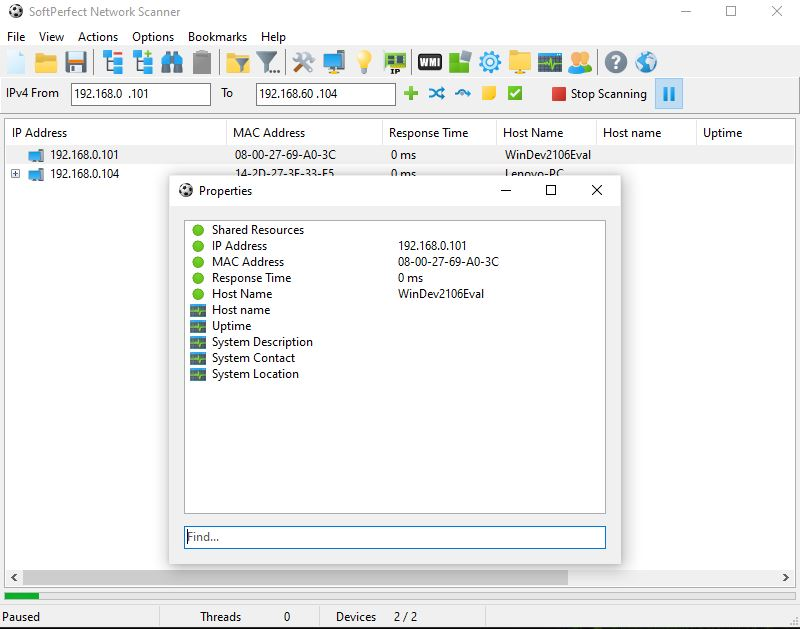 SoftPerfect Network Scanner
File View Actions Options Bookmarks Help
IP WMI
IPv4 From 192.168.0 .101 To 192.168.60 .104 Stop Scanning
IP Address MAC Address Response Time Host Name Host name Uptime
192.168.0.101 08-00-27-69-A0-3C 0 ms WinDev2106Eval
192.168.0.104 14-2D-27-3F-33-F5 0 ms Lenovo-PC
Properties
Shared Resources
IP Address 192.168.0.101
MAC Address 08-00-27-69-A0-3C
Response Time 0 ms
Host Name WinDev2106Eval
Host name
Uptime
System Description
System Contact
System Location
Find...
Paused Threads 0 Devices 2 / 2